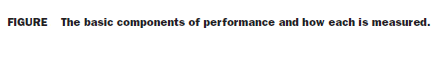 FIGURE The basic components of performance and how each is measured.